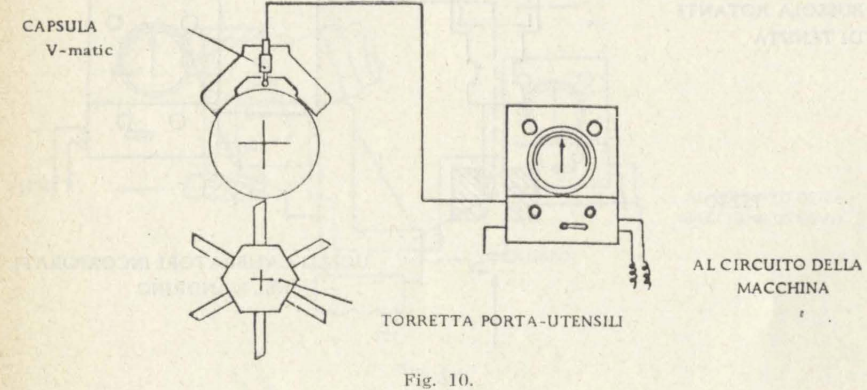 CAPSULA
V-matic
AL CIRCUITO DELLA
MACCHINA
TORRETTA PORTA-UTENSILI
Fig. 10.